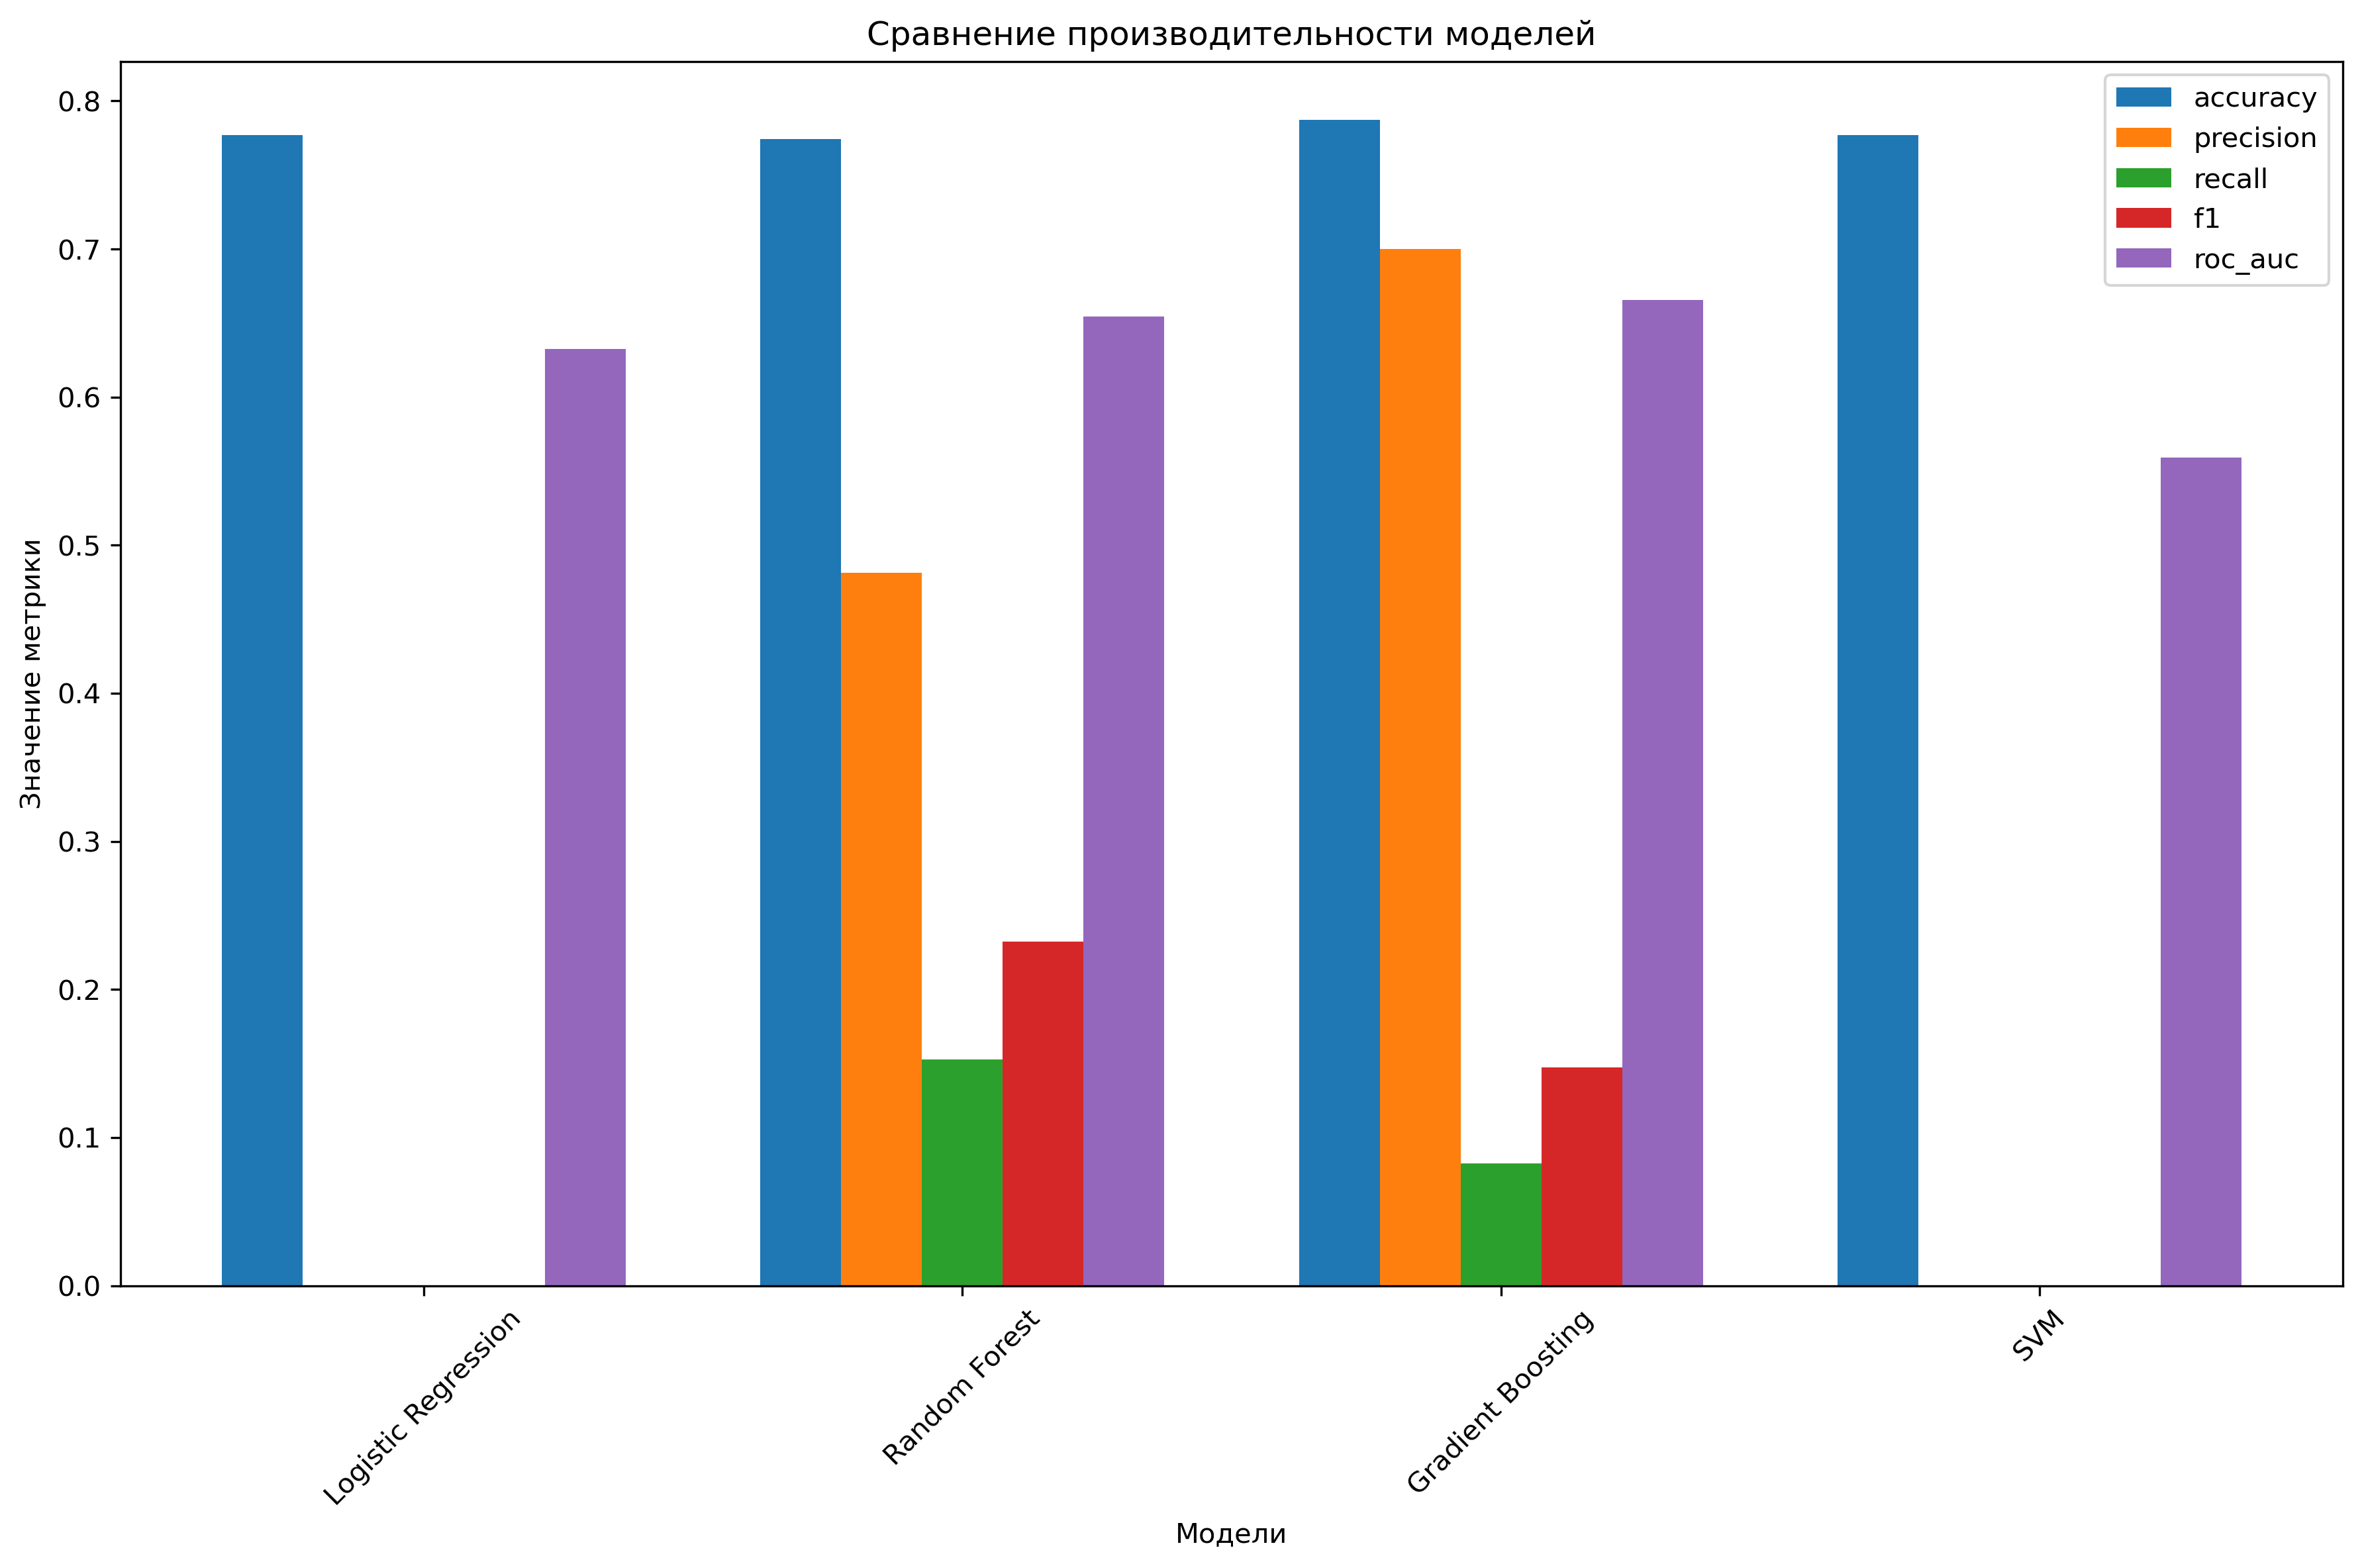 Сравнение производительности моделей
accuracy
precision
recall
f1
roc_auc
Значение метрики
0.8
0.7
0.6
0.5
0.4
0.3
0.2
0.1
0.0
Logistic Regression
Random Forest
Gradient Boosting
SVM
Модели